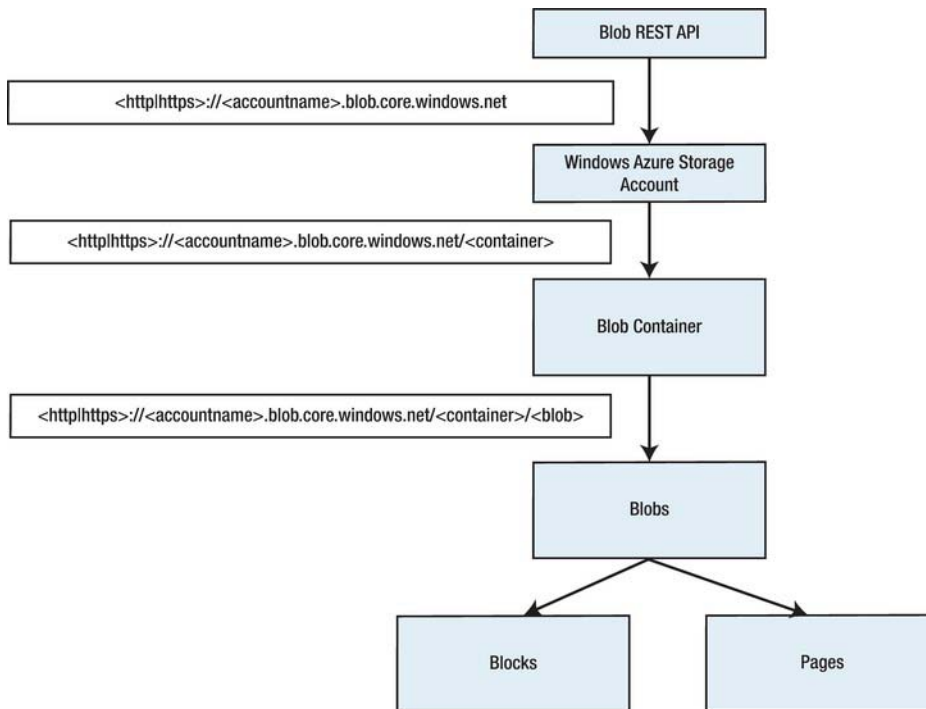 Blob REST API
<http|https>://<accountname>.blob.core.windows.net
Windows Azure Storage
Account
<http|https>://<accountname>.blob.core.windows.net/<container>
Blob Container
<http|https>://<accountname>.blob.core.windows.net/<container>/<blob>
Blobs
Blocks
Pages